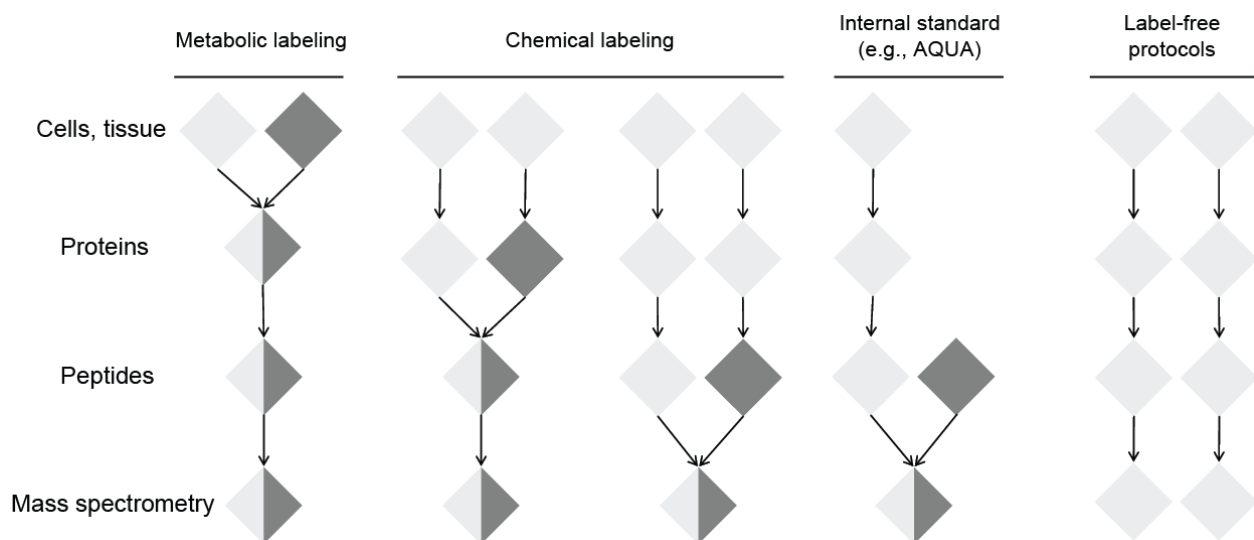 Metabolic labeling
Chemical labeling
Internal standard
(e.g., AQUA)
Label-free
protocols
Cells, tissue
Proteins
Peptides
Mass spectrometry